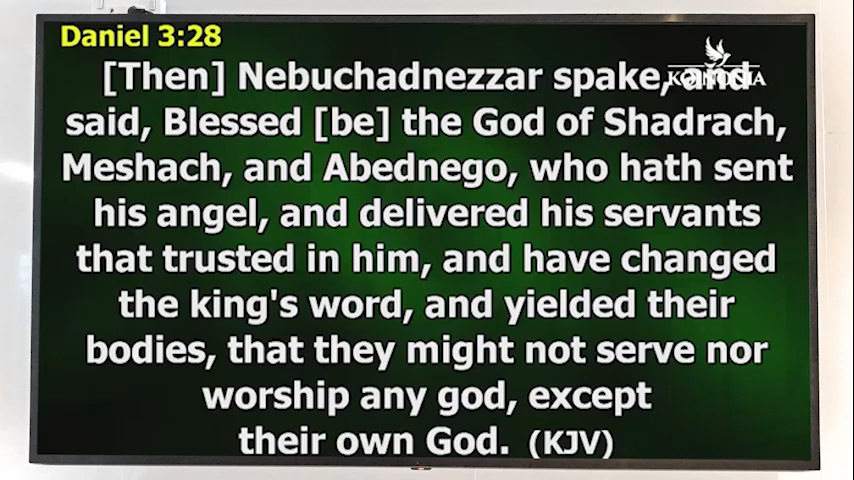 Daniel 3:28
KOINONIA
[Then] Nebuchadnezzar spake, and
said, Blessed [be] the God of Shadrach,
Meshach, and Abednego, who hath sent
his angel, and delivered his servants
that trusted in him, and have changed
the king's word, and yielded their
bodies, that they might not serve nor
worship any god, except
their own God. (KJV)